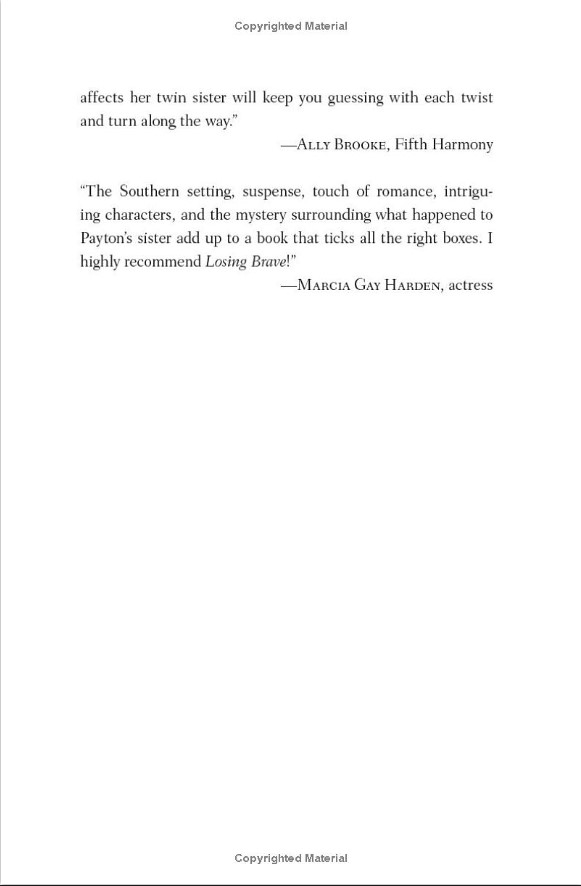 Copyrighted Material
affects her twin sister will keep you guessing with each twist
and turn along the way.”
—Ally Brooke, Fifth Harmony
“The Southern setting, suspense, touch of romance, intrigu-
ing characters, and the mystery surrounding what happened to
Payton’s sister add up to a book that ticks all the right boxes. I
highly recommend Losing Brave!”
—Marcia Gay Harden, actress
Copyrighted Material